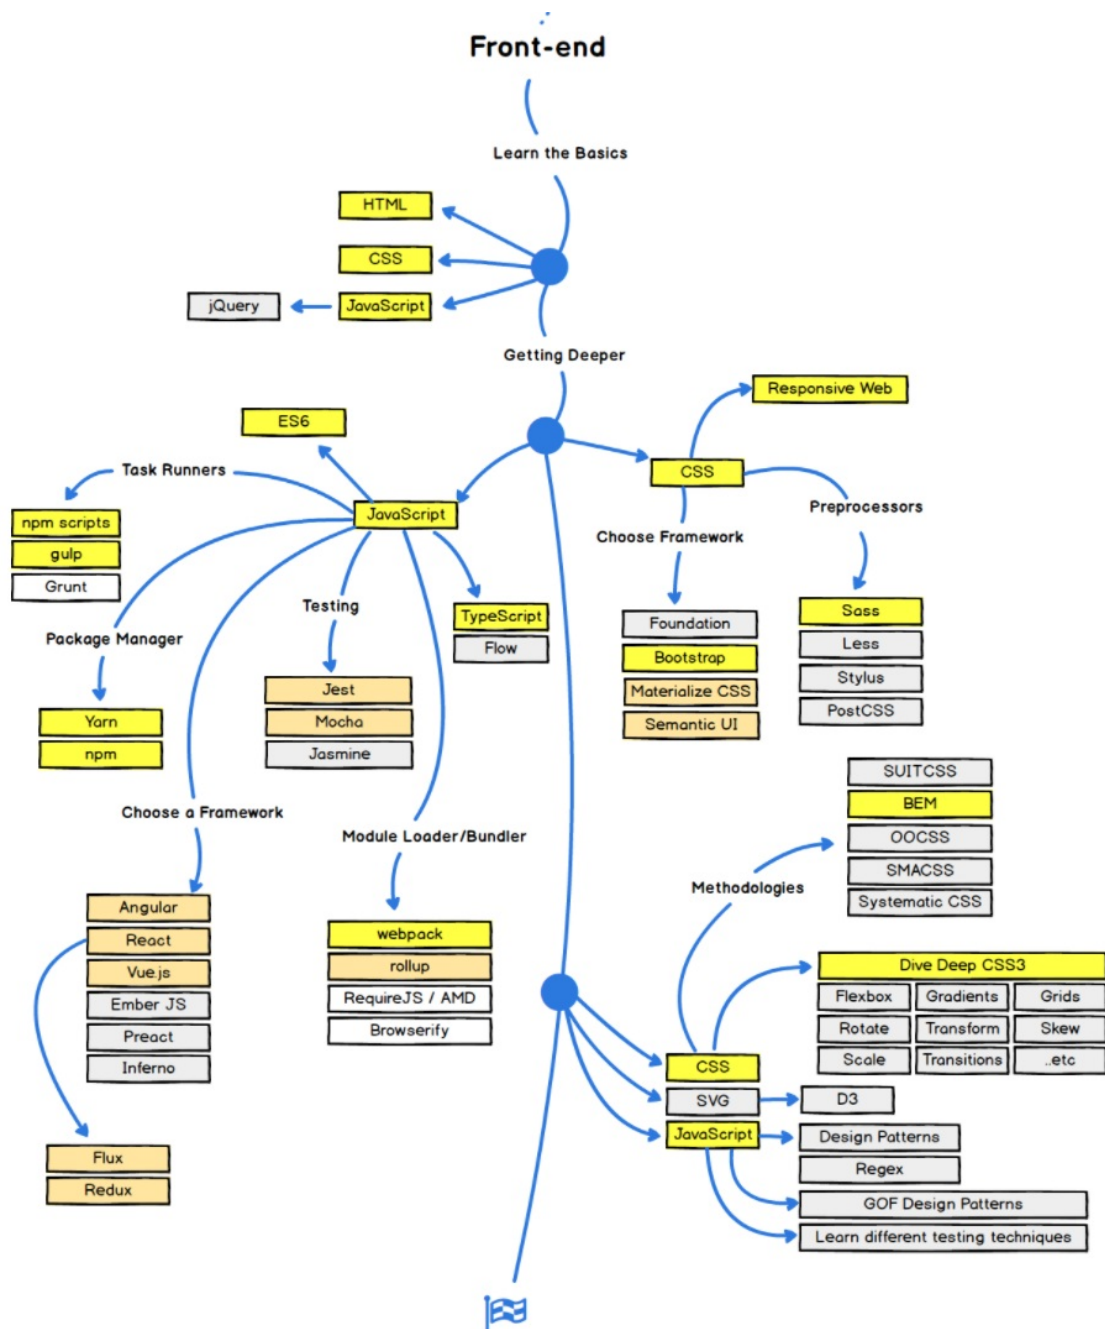 Front-end
Learn the Basics
HTML
CSS
jQuery
JavaScript
Getting Deeper
Responsive Web
ES6
Task Runners
CSS
npm scripts
gulp
Grunt
JavaScript
Preprocessors
Choose Framework
Package Manager
Testing
TypeScript
Flow
Foundation
Bootstrap
Materialize CSS
Semantic UI
Sass
Less
Stylus
PostCSS
Yarn
npm
Jest
Mocha
Jasmine
Choose a Framework
Module Loader/Bundler
SUITCSS
BEM
OOCSS
SMACSS
Systematic CSS
Methodologies
Angular
React
Vue.js
Ember JS
Preact
Inferno
webpack
rollup
RequireJS / AMD
Browserify
Dive Deep CSS3
Flexbox Gradients Grids
Rotate Transform Skew
Scale Transitions ..etc
CSS
SVG
D3
JavaScript
Design Patterns
Regex
GOF Design Patterns
Learn different testing techniques
Flux
Redux